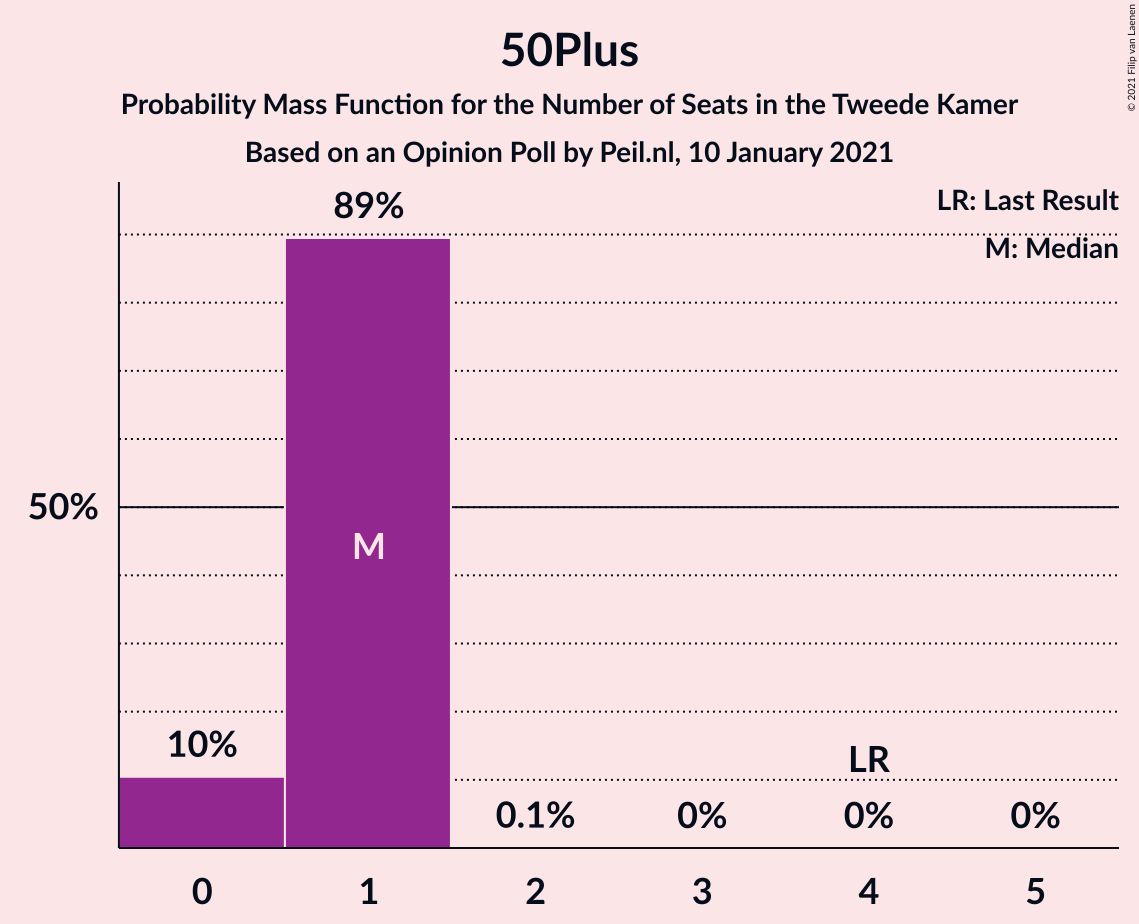 50Plus
Probability Mass Function for the Number of Seats in the Tweede Kamer
Based on an Opinion Poll by Peil.nl, 10 January 2021
© 2021 Filip van Laenen
LR: Last Result
M: Median
89%
50%
M
10%
LR
0.1%
0%
0%
0%
0
1
2
3
4
5